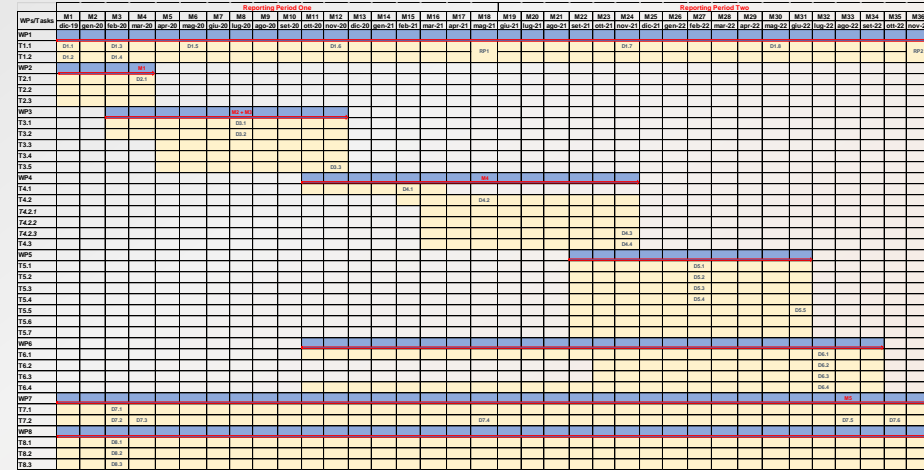 Reporting Period One Reporting Period Two
WPs/Tasks M1 M2 M3 M4 M5 M6 M7 M8 M9 M10 M11 M12 M13 M14 M15 M16 M17 M18 M19 M20 M21 M22 M23 M24 M25 M26 M27 M28 M29 M30 M31 M32 M33 M34 M35 M36
dic-19 gen-20 feb-20 mar-20 apr-20 mag-20 giu-20 lug-20 ago-20 set-20 ott-20 nov-20 dic-20 gen-21 feb-21 mar-21 apr-21 mag-21 giu-21 lug-21 ago-21 set-21 ott-21 nov-21 dic-21 gen-22 feb-22 mar-22 apr-22 mag-22 giu-22 lug-22 ago-22 set-22 ott-22 nov-2
WP1
T1.1 D1.1 D1.3 D1.5 D1.6 RP1 D1.7 D1.8 RP2
T1.2 D1.2 D1.4
WP2 M1
T2.1 D2.1
T2.2
T2.3
WP3 M2 + M3
T3.1 D3.1
T3.2 D3.2
T3.3
T3.4
T3.5 D3.3
WP4 M4
T4.1 D4.1
T4.2 D4.2
T4.2.1
T4.2.2
T4.2.3 D4.3
T4.3 D4.4
WP5
T5.1 D5.1
T5.2 D5.2
T5.3 D5.3
T5.4 D5.4
T5.5 D5.5
T5.6
T5.7
WP6
T6.1 D6.1
T6.2 D6.2
T6.3 D6.3
T6.4 D6.4
WP7 M5
T7.1 D7.1
T7.2 D7.2 D7.3 D7.4 D7.5 D7.6
WP8
T8.1 D8.1
T8.2 D8.2
T8.3 D8.3